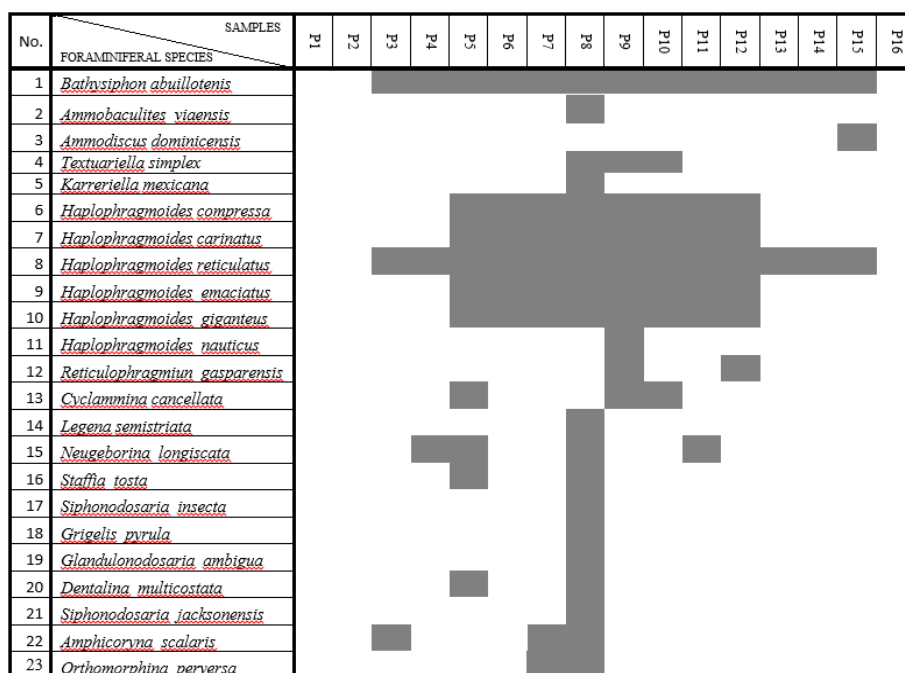 No. SAMPLES P1 P2 P3 P4 P5 P6 P7 P8 P9 P10 P11 P12 P13 P14 P15 P16
FORAMINIFERAL SPECIES
1 Bathysiphon abuillotenis
2 Ammobaculites viaensis
3 Ammodiscus dominicensis
4 Textuariella simplex
5 Karreriella mexicana
6 Haplophragmoides compressa
7 Haplophragmoides carinatus
8 Haplophragmoides reticulatus
9 Haplophragmoides emaciatus
10 Haplophragmoides giganteus
11 Haplophragmoides nauticus
12 Reticulophragmiun gasparensis
13 Cyclammina cancellata
14 Legena semistriata
15 Neugeborina longiscata
16 Staffia tosta
17 Siphonodosaria insecta
18 Grigelis pyrula
19 Glandulonodosaria ambigua
20 Dentalina multicostata
21 Siphonodosaria jacksonensis
22 Amphicoryna scalaris
23 Orthomorphina perversa